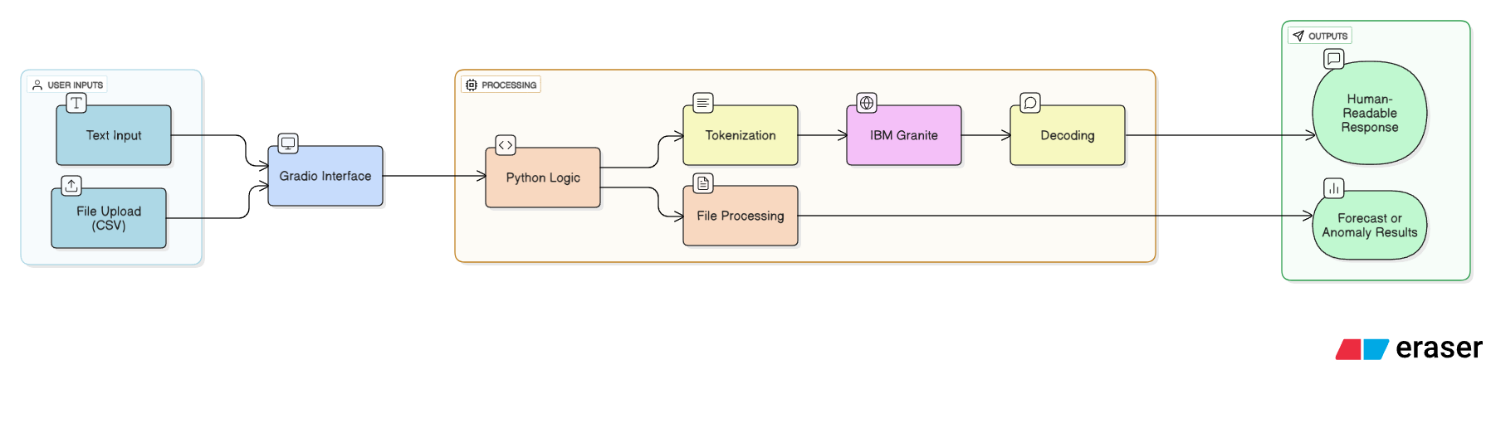 USER INPUTS
Text Input
File Upload
(CSV)
Gradio Interface
PROCESSING
Python Logic
Tokenization
IBM Granite
Decoding
File Processing
OUTPUTS
Human-
Readable
Response
Forecast or
Anomaly Results
eraser